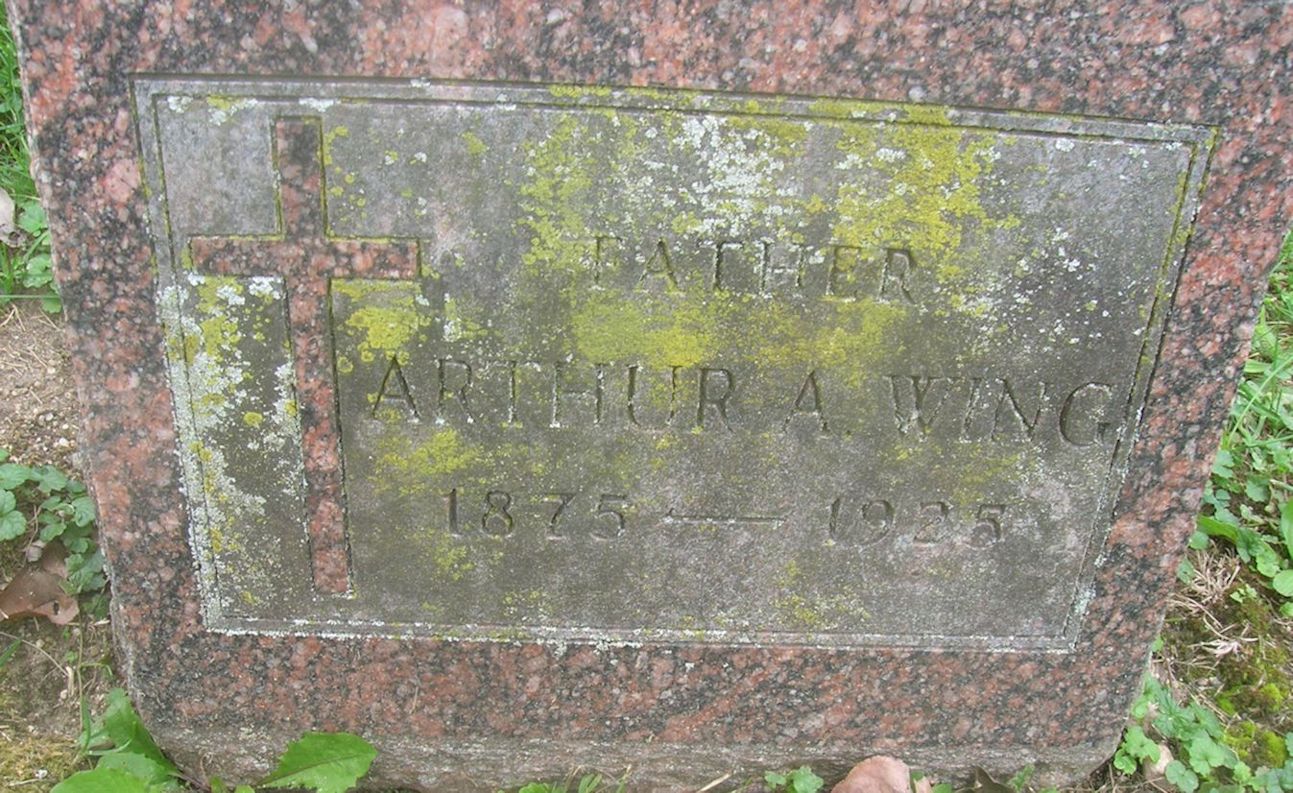 FATHER
ARTHUR A. WING
1875 — 1925